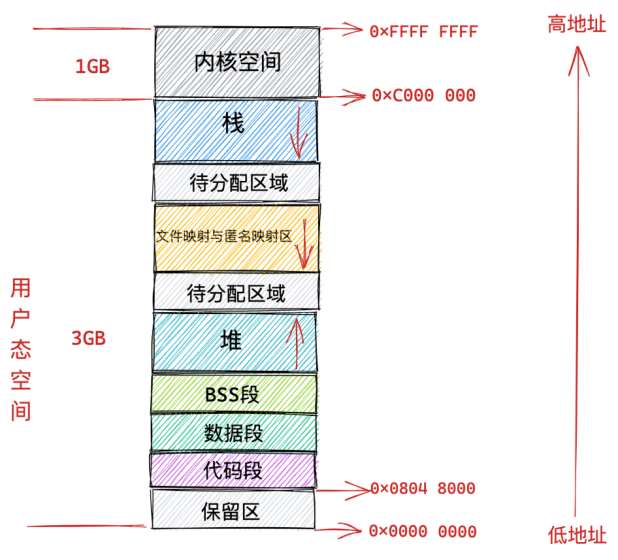 高地址
0×FFFF FFFF
内核空间
1GB
0×C000 000
栈
待分配区域
文件映射与匿名映射区
待分配区域
用户态空间
3GB
堆
BSS段
数据段
代码段
0×0804 8000
保留区
0×0000 0000
低地址